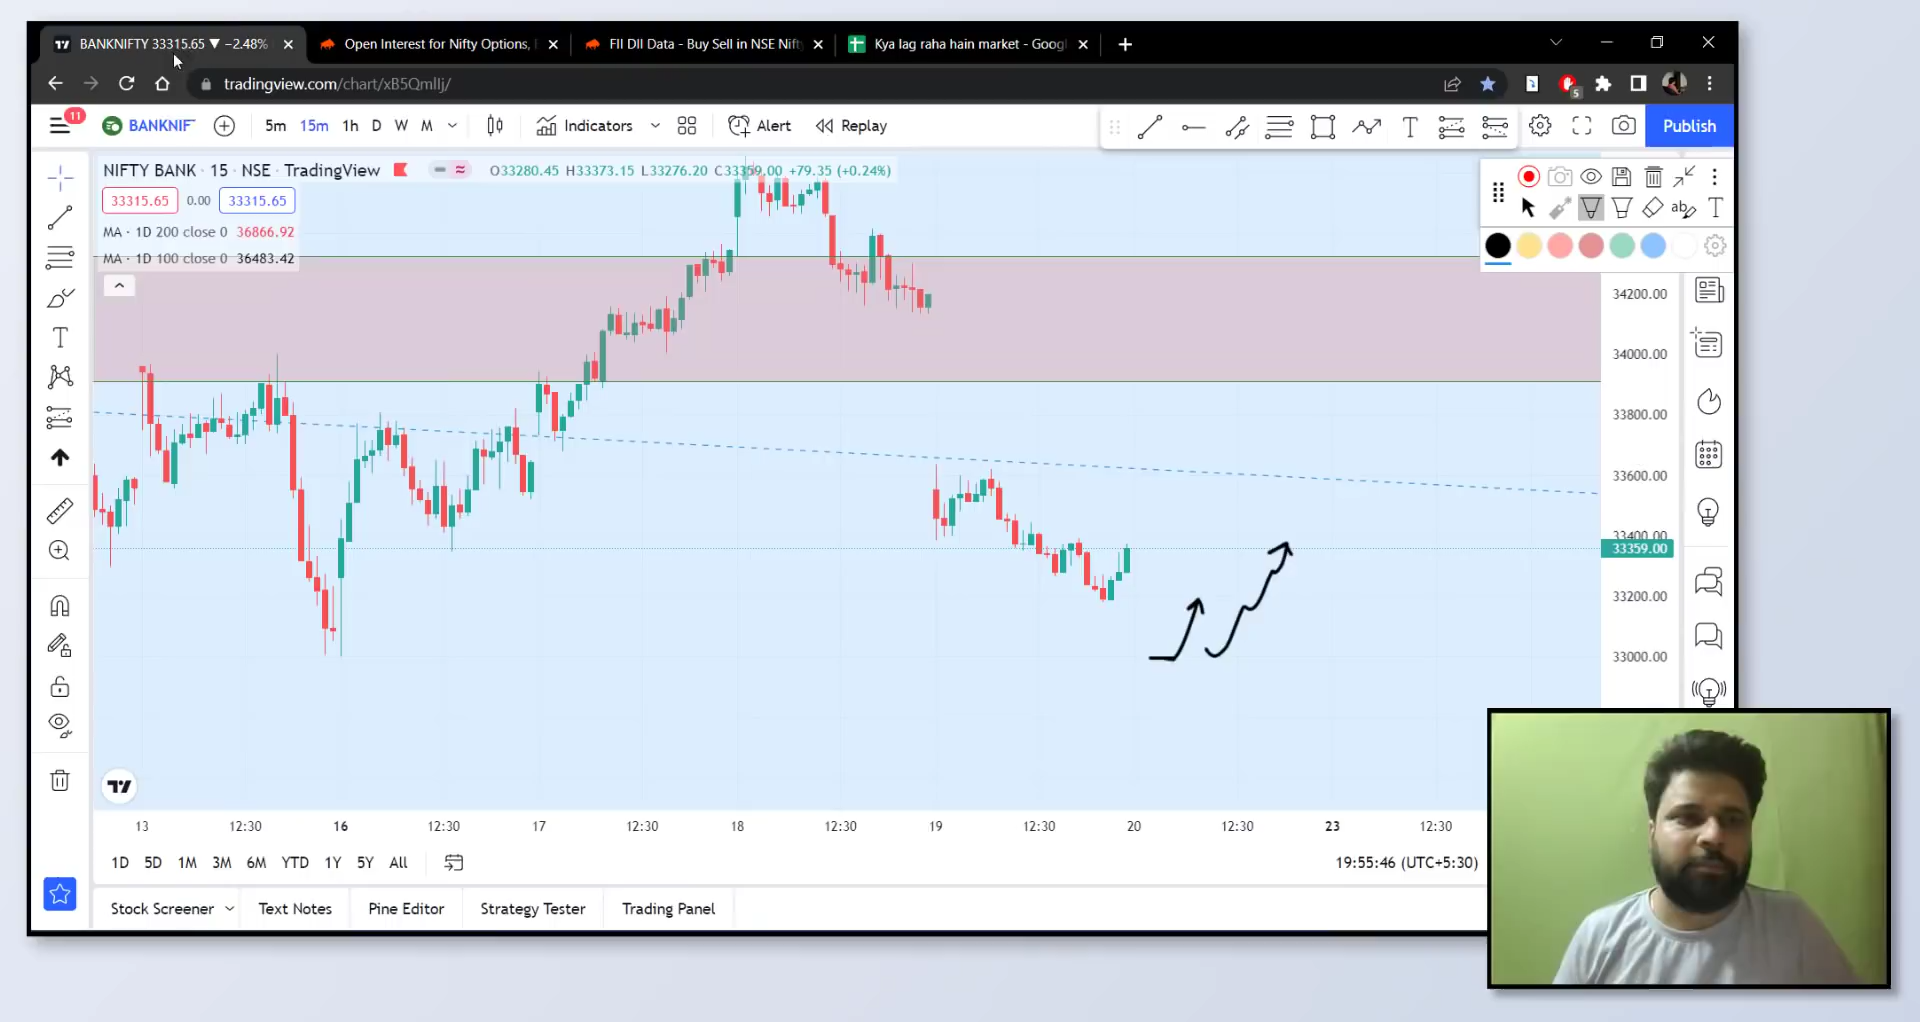 BANKNIFTY 33315.65 ▼ −2.48%
Open Interest for Nifty Options,
FII DII Data - Buy Sell in NSE Nift
Kya lag raha hain market - Goog
tradingview.com/chart/xB5QmlIj/
5
11
BANKNIF
5m 15m 1h D W M
Indicators
Alert
Replay
Publish
NIFTY BANK · 15 · NSE · TradingView
O33280.45 H33373.15 L33276.20 C33359.00 +79.35 (+0.24%)
33315.65 0.00 33315.65
MA · 1D 200 close 0 36866.92
MA · 1D 100 close 0 36483.42
34200.00
34000.00
33800.00
33600.00
33400.00
33359.00
33200.00
33000.00
13 12:30 16 12:30 17 12:30 18 12:30 19 12:30 20 12:30 23 12:30
1D 5D 1M 3M 6M YTD 1Y 5Y All
19:55:46 (UTC+5:30)
Stock Screener Text Notes Pine Editor Strategy Tester Trading Panel